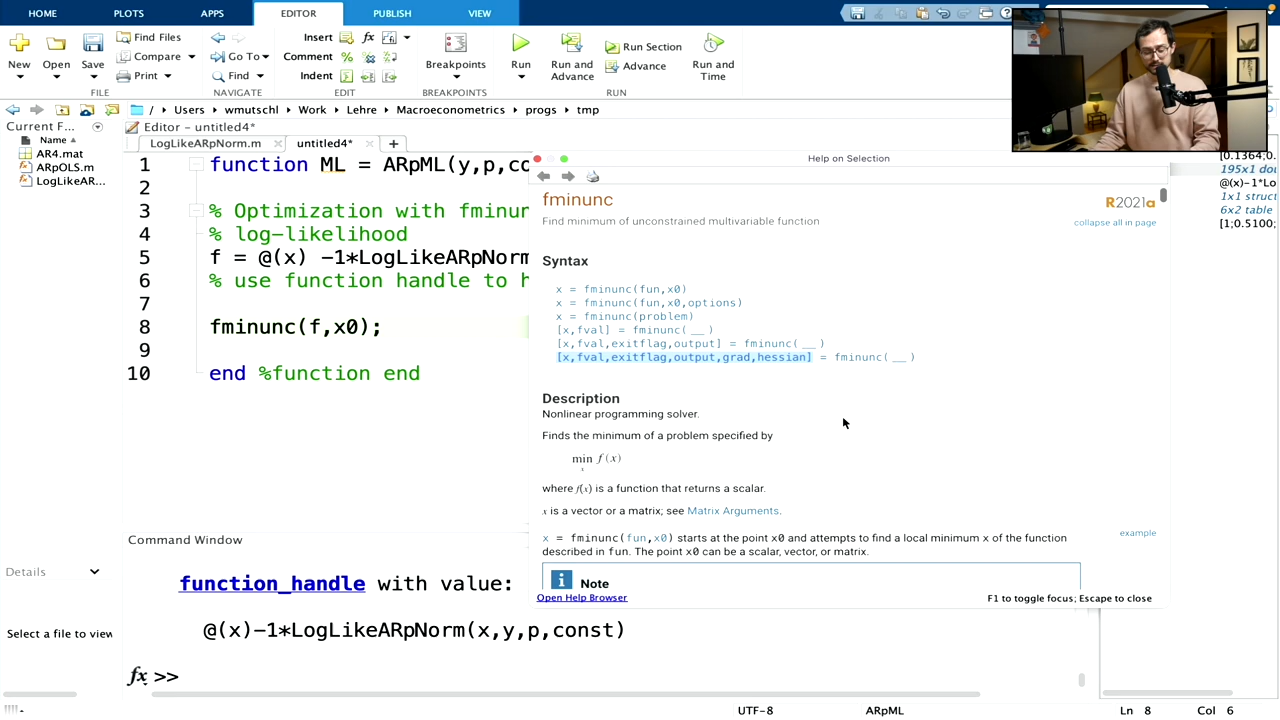 HOME PLOTS APPS EDITOR PUBLISH VIEW
New Open Save
Find Files
Compare
Print
Go To
Find
Insert fx
Comment %
Indent
Breakpoints
Run
Run and Advance
Run Section
Advance
Run and Time
FILE NAVIGATE EDIT BREAKPOINTS RUN
/ Users wmutschl Work Lehre Macroeconometrics progs tmp
Current F...
Name
AR4.mat
ARpOLS.m
LogLikeAR...
Editor - untitled4*
LogLikeARpNorm.m untitled4* +
1 function ML = ARpML(y,p,co
2
3 % Optimization with fminun
4 % log-likelihood
5 f = @(x) -1*LogLikeARpNorm
6 % use function handle to h
7
8 fminunc(f,x0);
9
10 end %function end
Help on Selection
fminunc
R2021a
Find minimum of unconstrained multivariable function
collapse all in page
Syntax
x = fminunc(fun,x0)
x = fminunc(fun,x0,options)
x = fminunc(problem)
[x,fval] = fminunc(__)
[x,fval,exitflag,output] = fminunc(__)
[x,fval,exitflag,output,grad,hessian] = fminunc(__)
Description
Nonlinear programming solver.
Finds the minimum of a problem specified by
min f(x)
x
where f(x) is a function that returns a scalar.
x is a vector or a matrix; see Matrix Arguments.
x = fminunc(fun,x0) starts at the point x0 and attempts to find a local minimum x of the function
example
described in fun. The point x0 can be a scalar, vector, or matrix.
i Note
Open Help Browser
F1 to toggle focus; Escape to close
[0.1364;0.
195x1 dou
@(x)-1*Lo
1x1 struct
6x2 table
[1;0.5100;
Command Window
function_handle with value:
@(x)-1*LogLikeARpNorm(x,y,p,const)
fx >>
Details
Select a file to view
UTF-8 ARpML Ln 8 Col 6